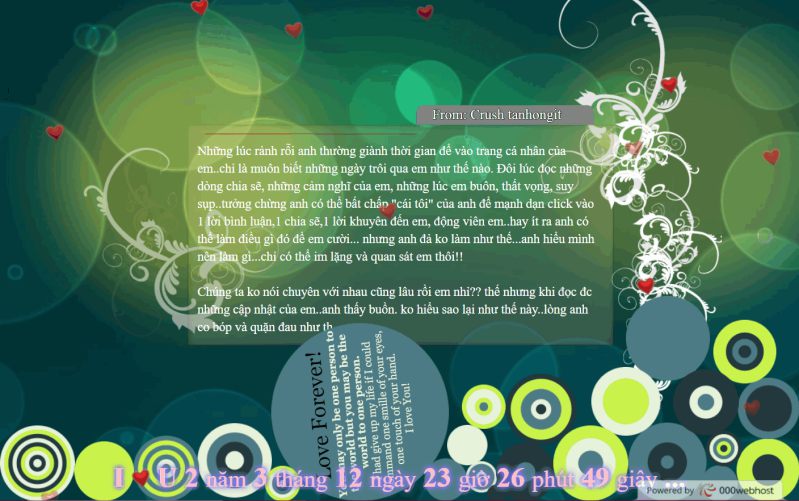 From: Crush tanhongit
Những lúc rảnh rỗi anh thường giành thời gian để vào trang cá nhân của
em..chỉ là muốn biết những ngày trôi qua em như thế nào. Đôi lúc đọc những
dòng chia sẽ, những cảm nghĩ của em, những lúc em buồn, thất vọng, suy
sụp..tưởng chừng anh có thể bất chấp "cái tôi" của anh để mạnh dạn click vào
1 lời bình luận,1 chia sẽ,1 lời khuyên đến em, động viên em..hay ít ra anh có
thể làm điều gì đó để em cười... nhưng anh đã ko làm như thế...anh hiểu mình
nên làm gì...chỉ có thể im lặng và quan sát em thôi!!
Chúng ta ko nói chuyện với nhau cũng lâu rồi em nhỉ?? thế nhưng khi đọc đc
những cập nhật của em..anh thấy buồn. ko hiểu sao lại như thế này..lòng anh
co bóp và quặn đau như th
Love Forever!
You may only be one person to
the world but you may be the
world to one person.
had give up my life if I could
mmand one smille of your eyes,
one touch of your hand.
I love You!
I U 2 năm 3 tháng 12 ngày 23 giờ 26 phút 49 giây ...
Powered by 000webhost